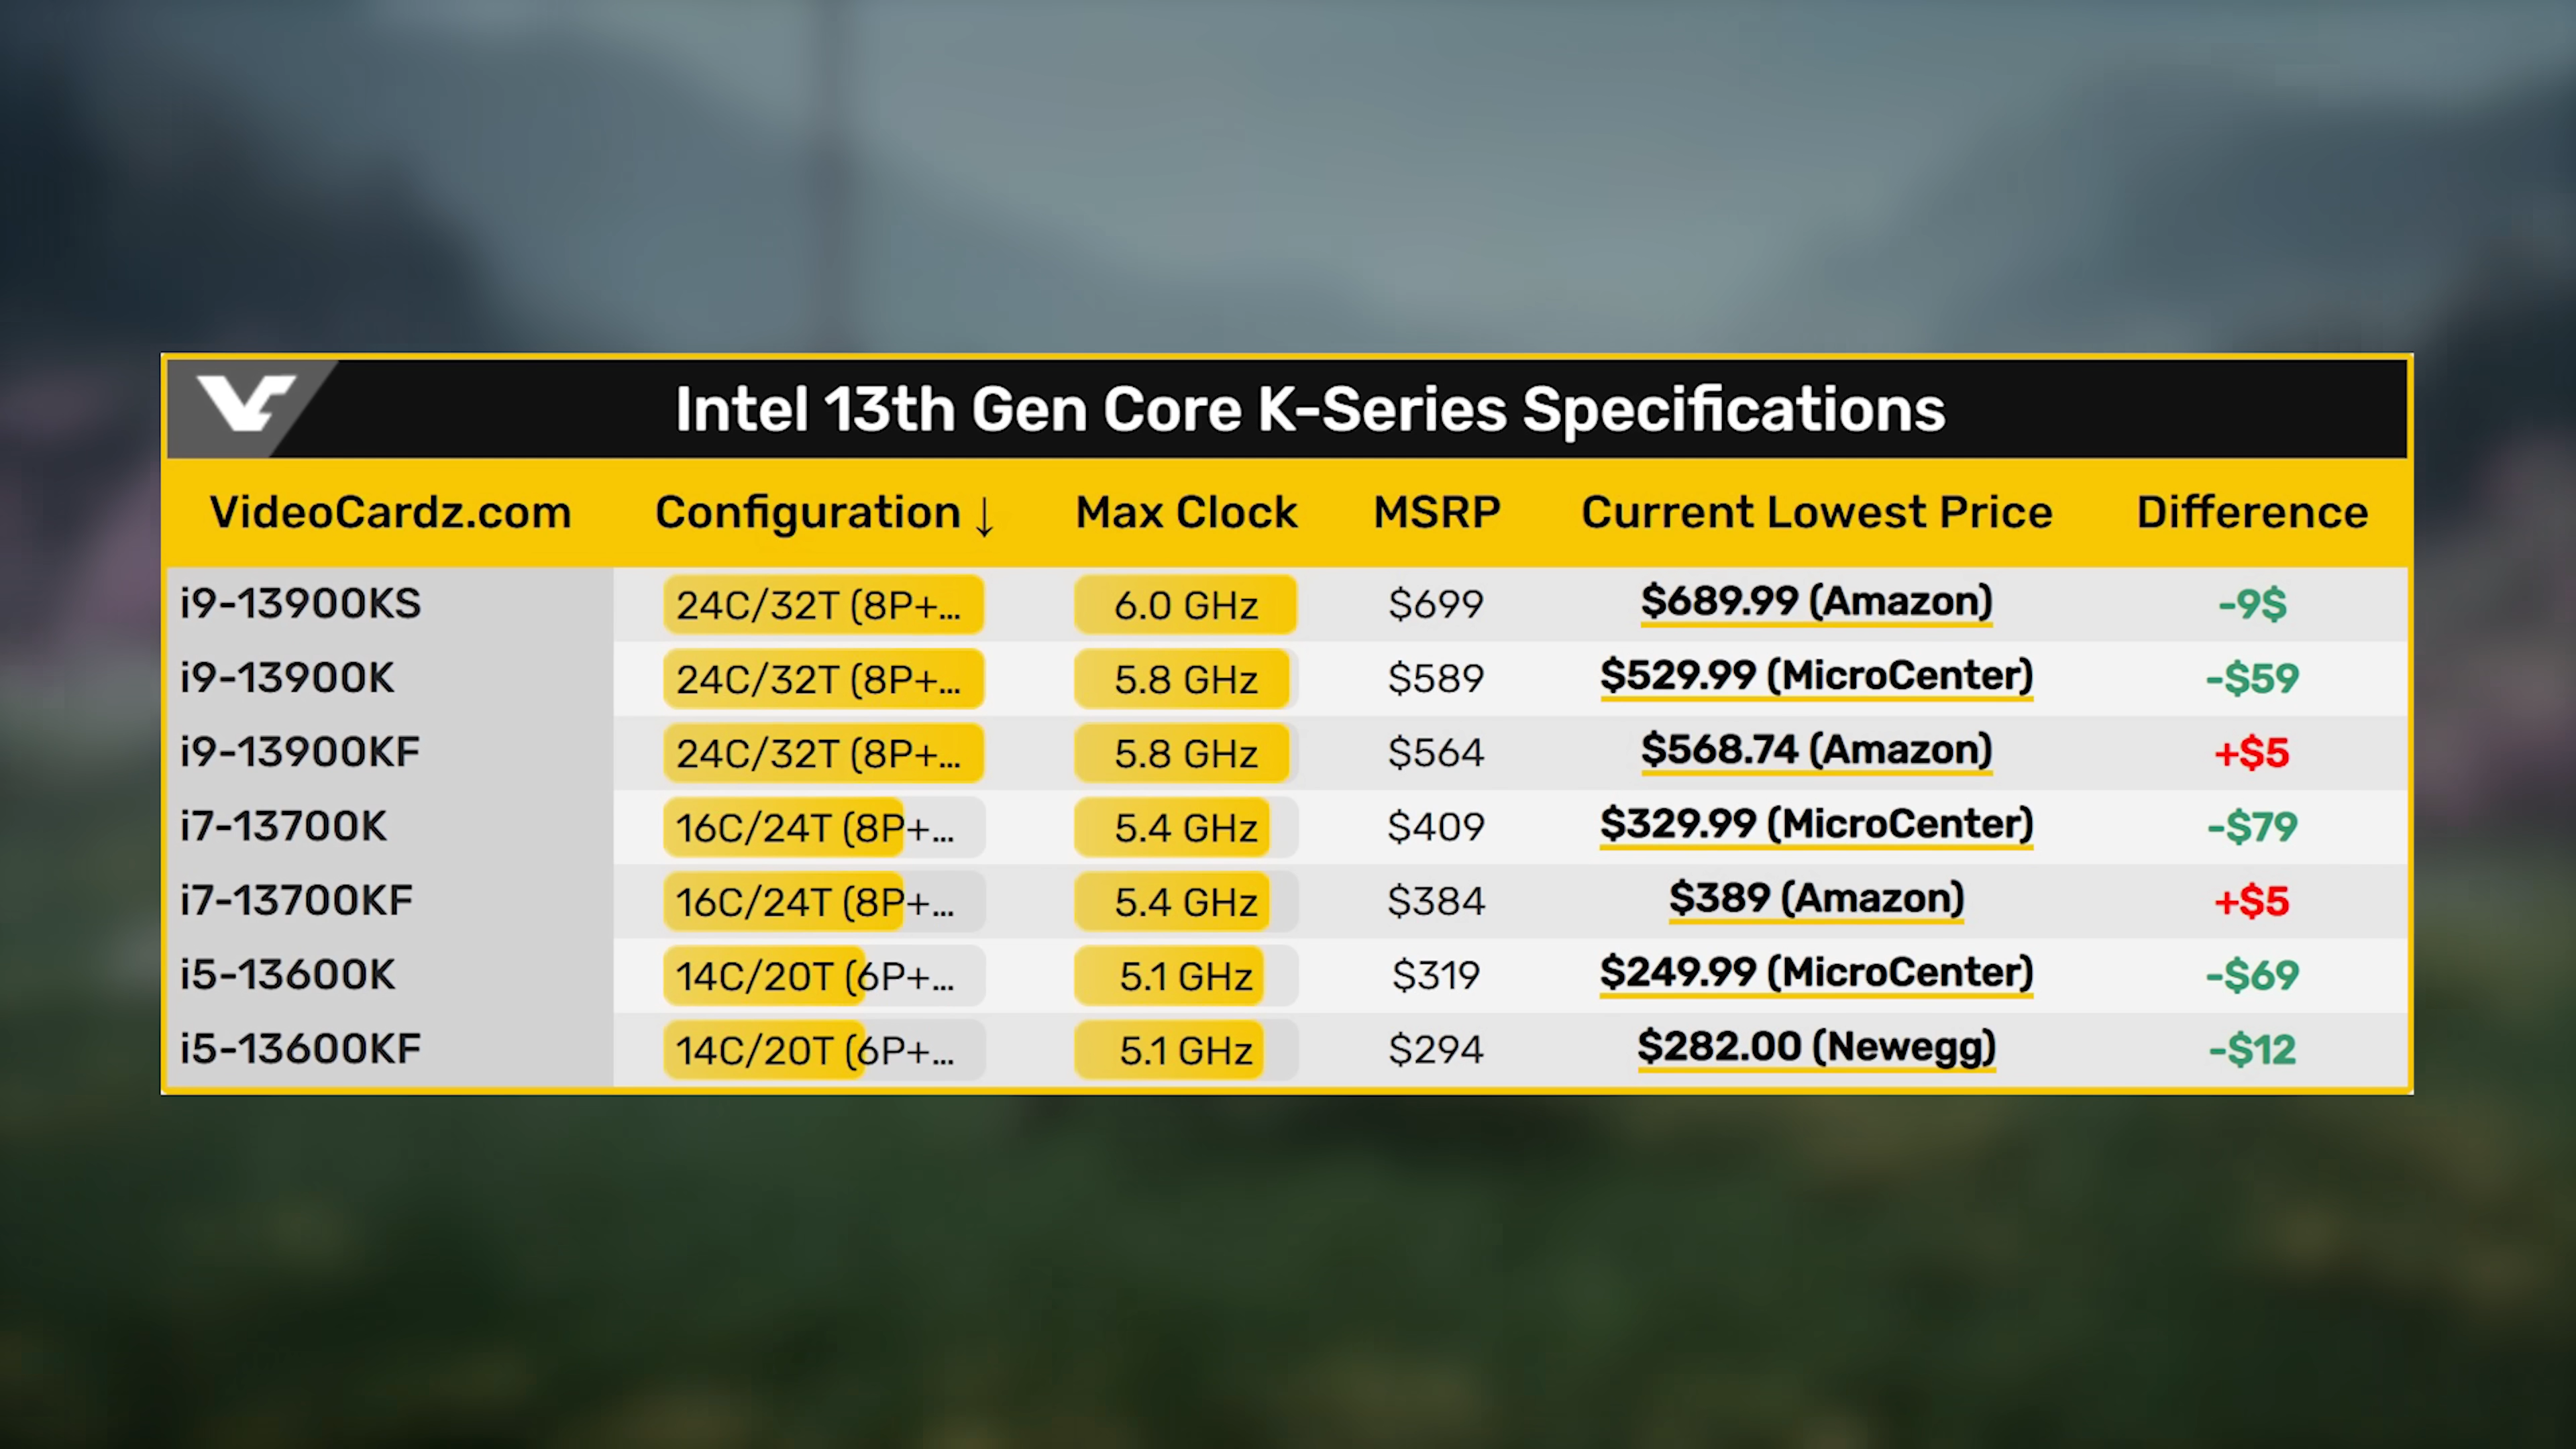 Intel 13th Gen Core K-Series Specifications
VideoCardz.com Configuration ↓ Max Clock MSRP Current Lowest Price Difference
i9-13900KS 24C/32T (8P+... 6.0 GHz $699 $689.99 (Amazon) -9$
i9-13900K 24C/32T (8P+... 5.8 GHz $589 $529.99 (MicroCenter) -$59
i9-13900KF 24C/32T (8P+... 5.8 GHz $564 $568.74 (Amazon) +$5
i7-13700K 16C/24T (8P+... 5.4 GHz $409 $329.99 (MicroCenter) -$79
i7-13700KF 16C/24T (8P+... 5.4 GHz $384 $389 (Amazon) +$5
i5-13600K 14C/20T (6P+... 5.1 GHz $319 $249.99 (MicroCenter) -$69
i5-13600KF 14C/20T (6P+... 5.1 GHz $294 $282.00 (Newegg) -$12